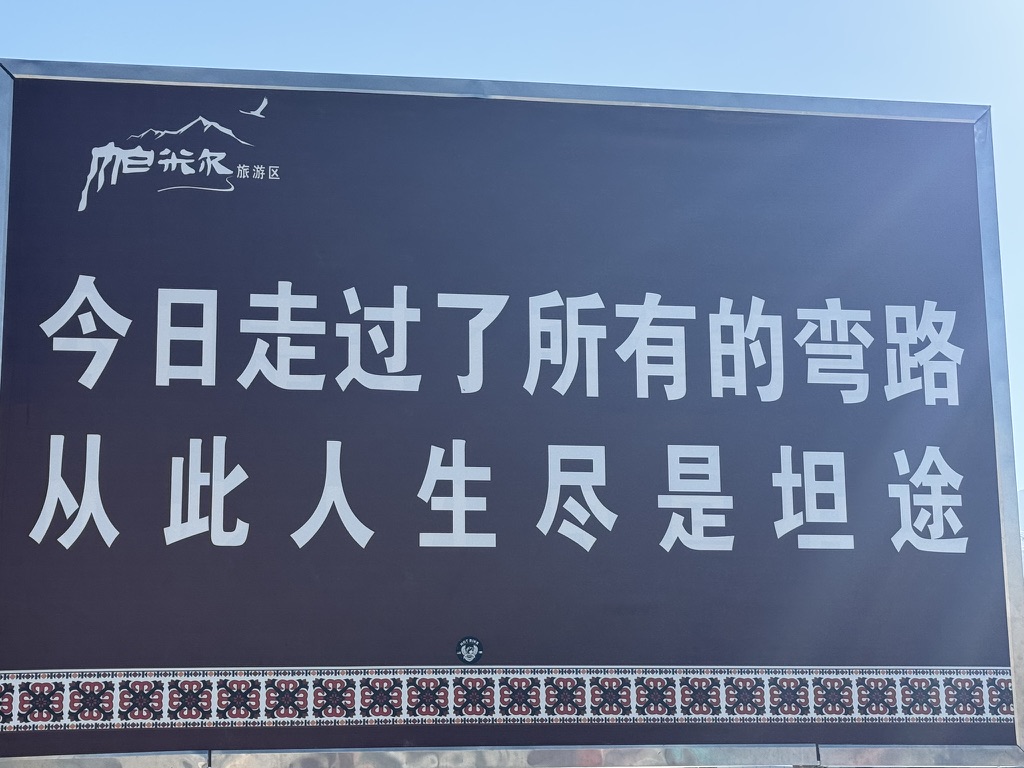 帕米尔旅游区
今日走过了所有的弯路
从此人生尽是坦途